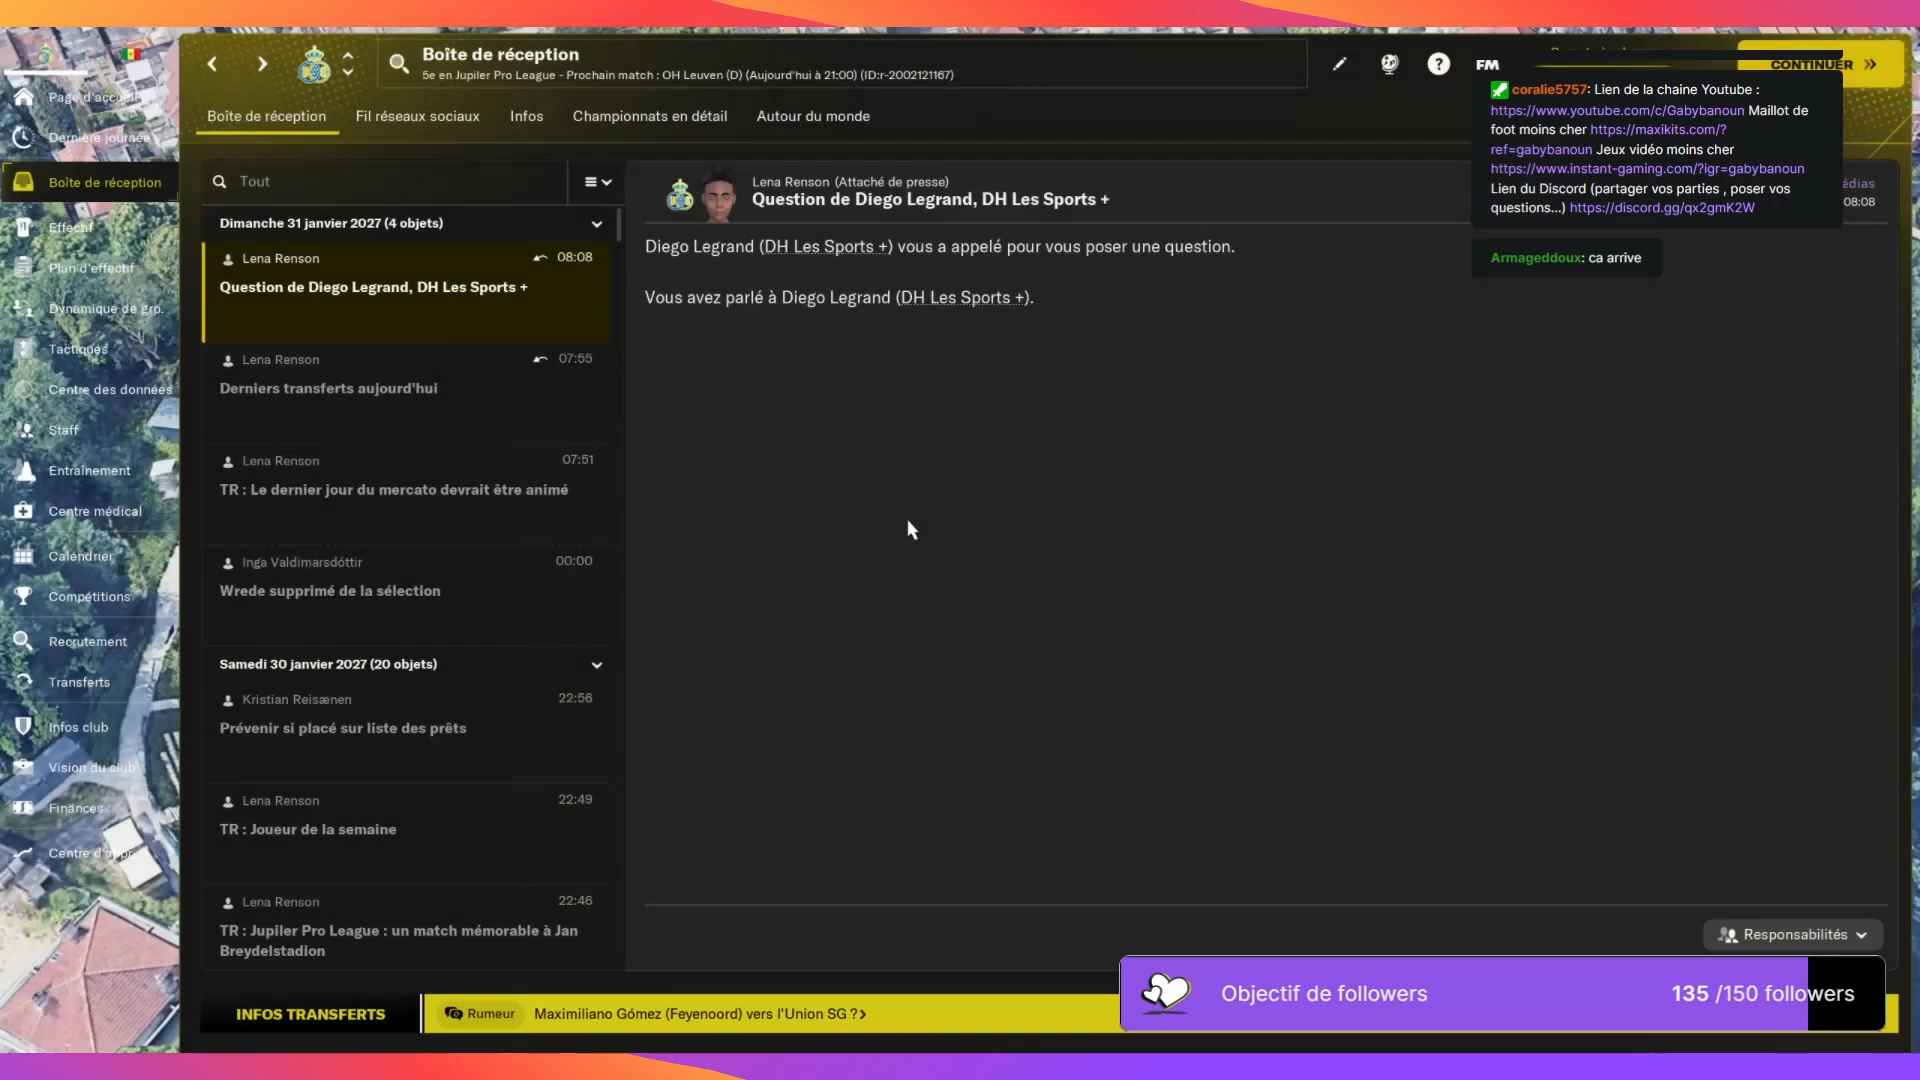 Boîte de réception
5e en Jupiler Pro League - Prochain match : OH Leuven (D) (Aujourd'hui à 21:00) (ID:r-2002121167)
FM
CONTINUER
Boîte de réception
Fil réseaux sociaux
Infos
Championnats en détail
Autour du monde
coralie5757: Lien de la chaine Youtube :
https://www.youtube.com/c/Gabybanoun Maillot de
foot moins cher https://maxikits.com/?
ref=gabybanoun Jeux vidéo moins cher
https://www.instant-gaming.com/?igr=gabybanoun
Lien du Discord (partager vos parties , poser vos
questions...) https://discord.gg/qx2gmK2W
Armageddoux: ca arrive
Page d'accueil
Dernière journée
Boîte de réception
Effectif
Plan d'effectif
Dynamique de grp.
Tactiques
Centre des données
Staff
Entraînement
Centre médical
Calendrier
Compétitions
Recrutement
Transferts
Infos club
Vision du club
Finances
Centre d'
Tout
Dimanche 31 janvier 2027 (4 objets)
Lena Renson 08:08
Question de Diego Legrand, DH Les Sports +
Lena Renson 07:55
Derniers transferts aujourd'hui
Lena Renson 07:51
TR : Le dernier jour du mercato devrait être animé
Inga Valdimarsdóttir 00:00
Wrede supprimé de la sélection
Samedi 30 janvier 2027 (20 objets)
Kristian Reisænen 22:56
Prévenir si placé sur liste des prêts
Lena Renson 22:49
TR : Joueur de la semaine
Lena Renson 22:46
TR : Jupiler Pro League : un match mémorable à Jan
Breydelstadion
Lena Renson (Attaché de presse)
Question de Diego Legrand, DH Les Sports +
édias
08:08
Diego Legrand (DH Les Sports +) vous a appelé pour vous poser une question.
Vous avez parlé à Diego Legrand (DH Les Sports +).
Responsabilités
INFOS TRANSFERTS
Rumeur
Maximiliano Gómez (Feyenoord) vers l'Union SG ?
Objectif de followers
135 /150 followers